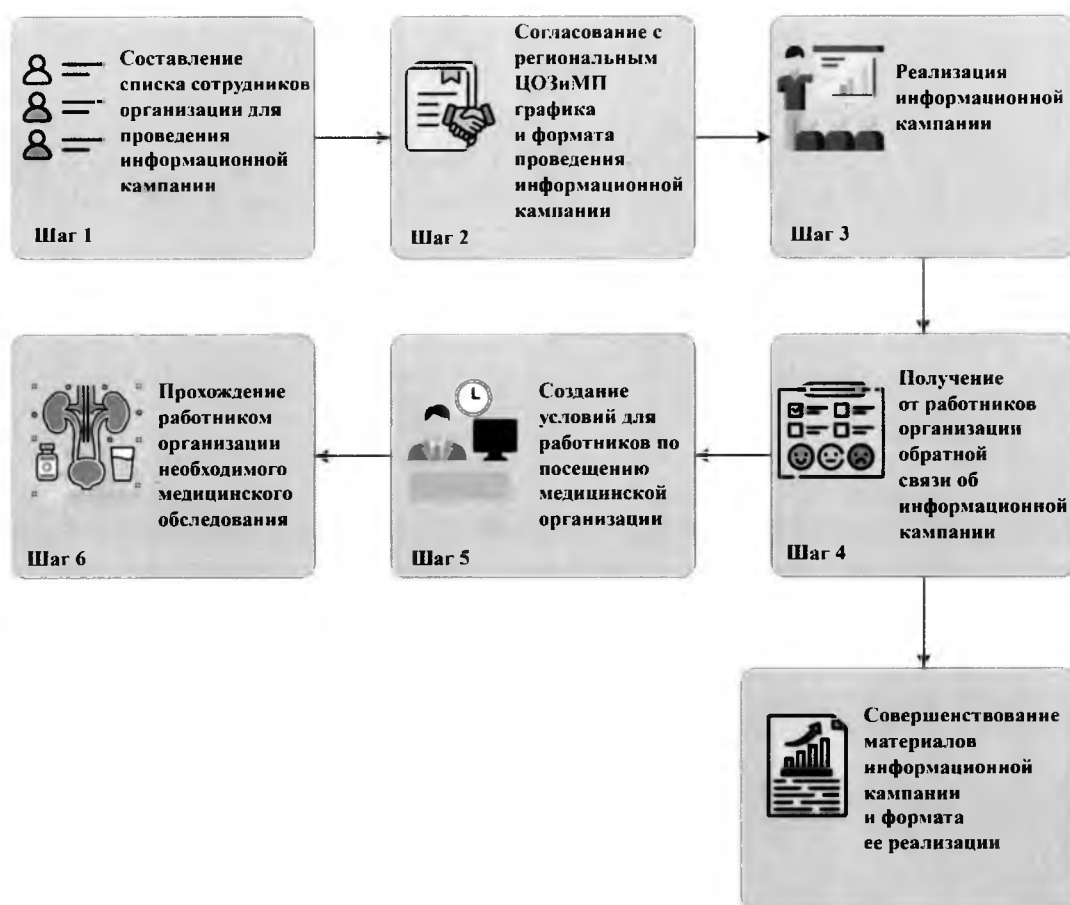 Составление
списка сотрудников
организации для
проведения
информационной
кампании
Шаг 1
Согласование с
региональным
ЦОЗиМП
графика
и формата
проведения
информационной
кампании
Шаг 2
Реализация
информационной
кампании
Шаг 3
Получение
от работников
организации
обратной
связи об
информационной
кампании
Шаг 4
Создание
условий для
работников по
посещению
медицинской
организации
Шаг 5
Прохождение
работником
организации
необходимого
медицинского
обследования
Шаг 6
Совершенствование
материалов
информационной
кампании
и формата
ее реализации